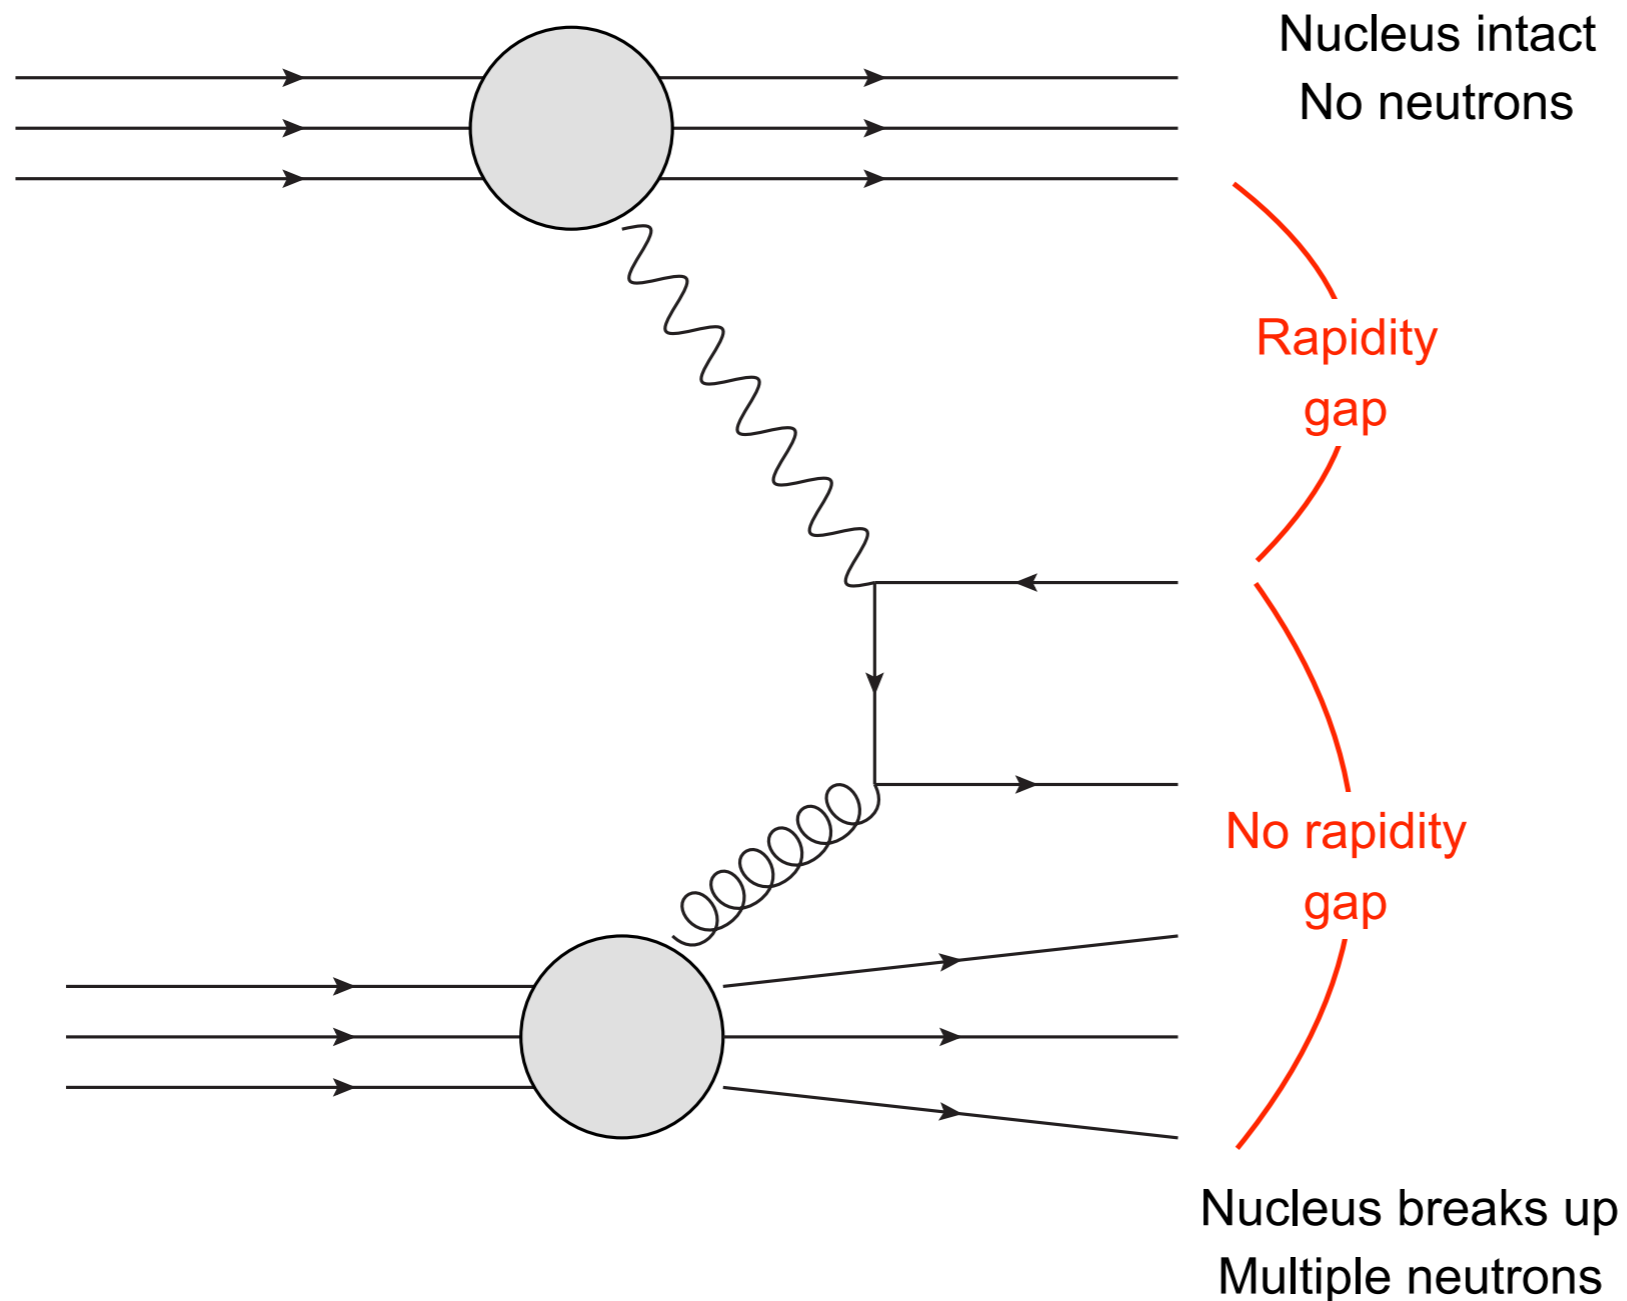 Nucleus intact
No neutrons
Rapidity
gap
No rapidity
gap
Nucleus breaks up
Multiple neutrons